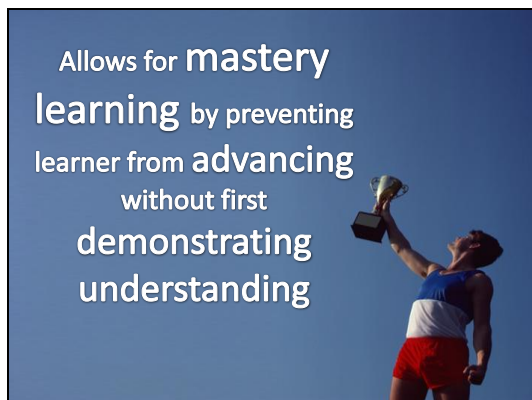 Allows for mastery
learning by preventing
learner from advancing
without first
demonstrating
understanding